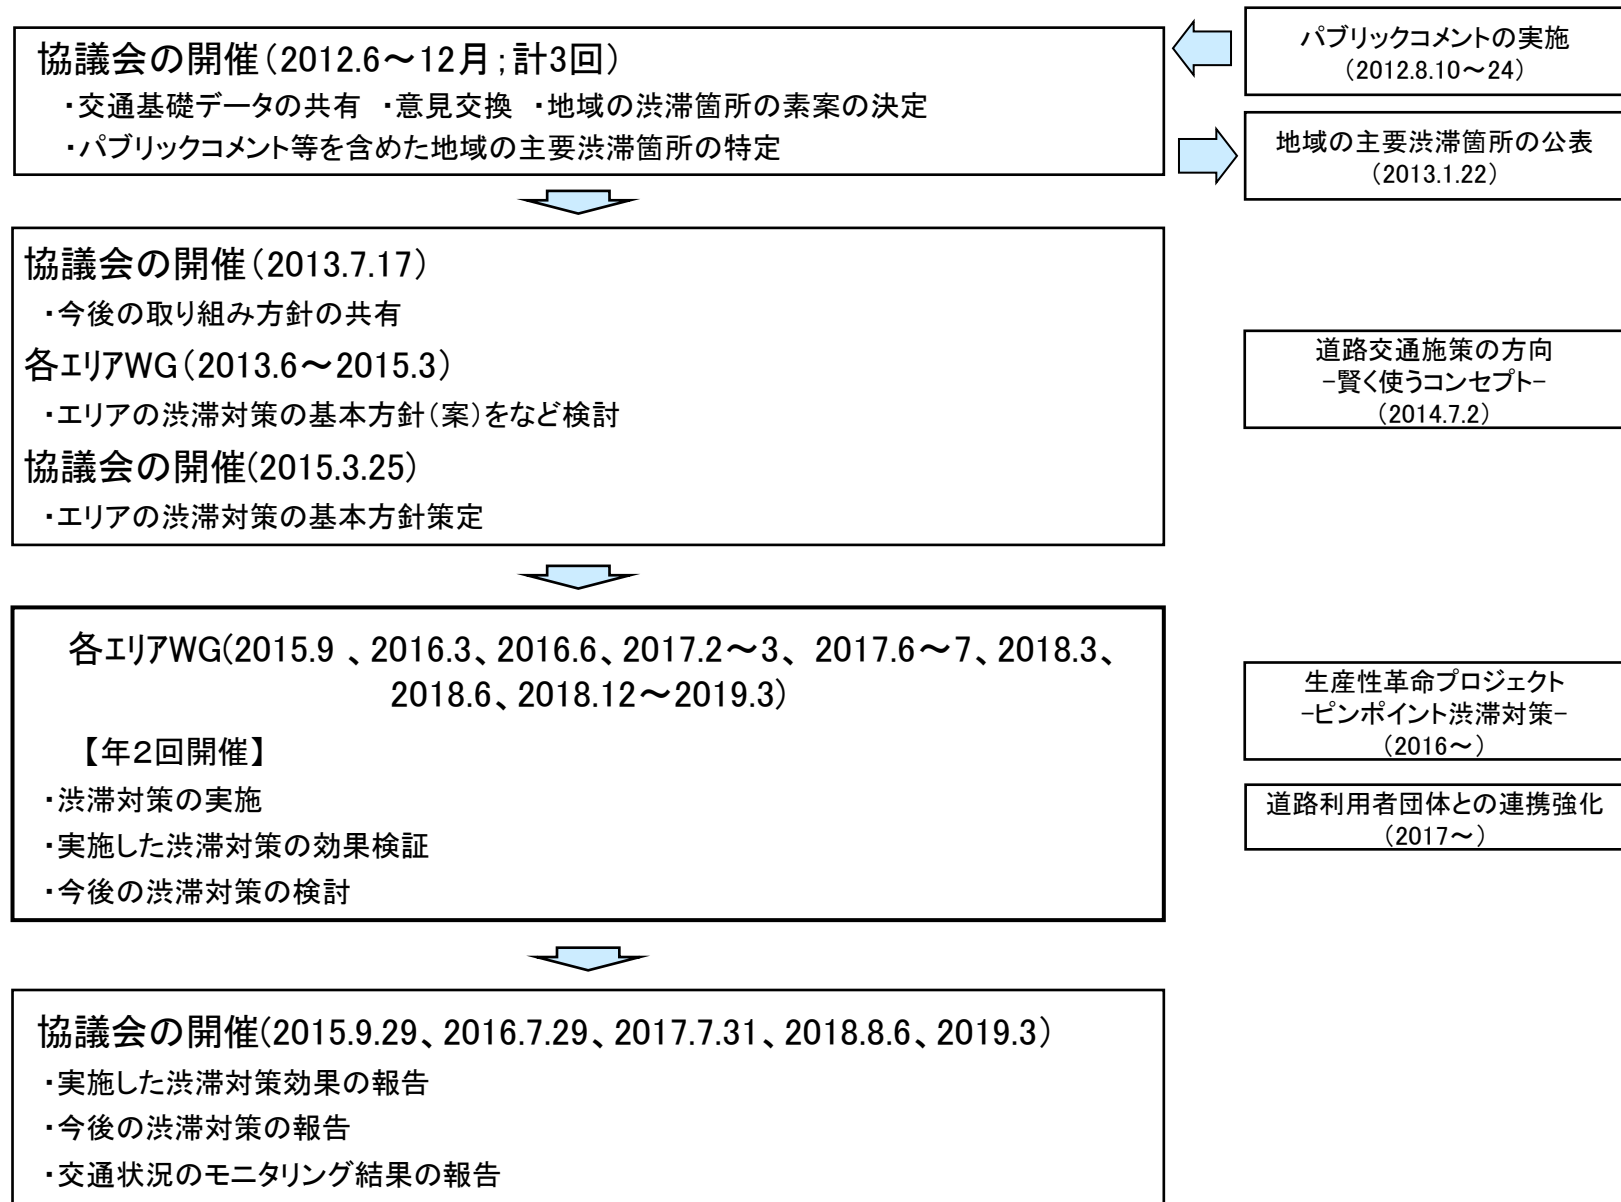 協議会の開催(2012.6～12月;計3回)
・交通基礎データの共有 ・意見交換 ・地域の渋滞箇所の素案の決定
・パブリックコメント等を含めた地域の主要渋滞箇所の特定
パブリックコメントの実施
(2012.8.10～24)
地域の主要渋滞箇所の公表
(2013.1.22)
協議会の開催(2013.7.17)
・今後の取り組み方針の共有
各エリアWG(2013.6～2015.3)
・エリアの渋滞対策の基本方針(案)をなど検討
協議会の開催(2015.3.25)
・エリアの渋滞対策の基本方針策定
道路交通施策の方向
-賢く使うコンセプト-
(2014.7.2)
各エリアWG(2015.9 、2016.3、2016.6、2017.2～3、 2017.6～7、2018.3、
2018.6、2018.12～2019.3)
【年2回開催】
・渋滞対策の実施
・実施した渋滞対策の効果検証
・今後の渋滞対策の検討
生産性革命プロジェクト
-ピンポイント渋滞対策-
(2016～)
道路利用者団体との連携強化
(2017～)
協議会の開催(2015.9.29、2016.7.29、2017.7.31、2018.8.6、2019.3)
・実施した渋滞対策効果の報告
・今後の渋滞対策の報告
・交通状況のモニタリング結果の報告